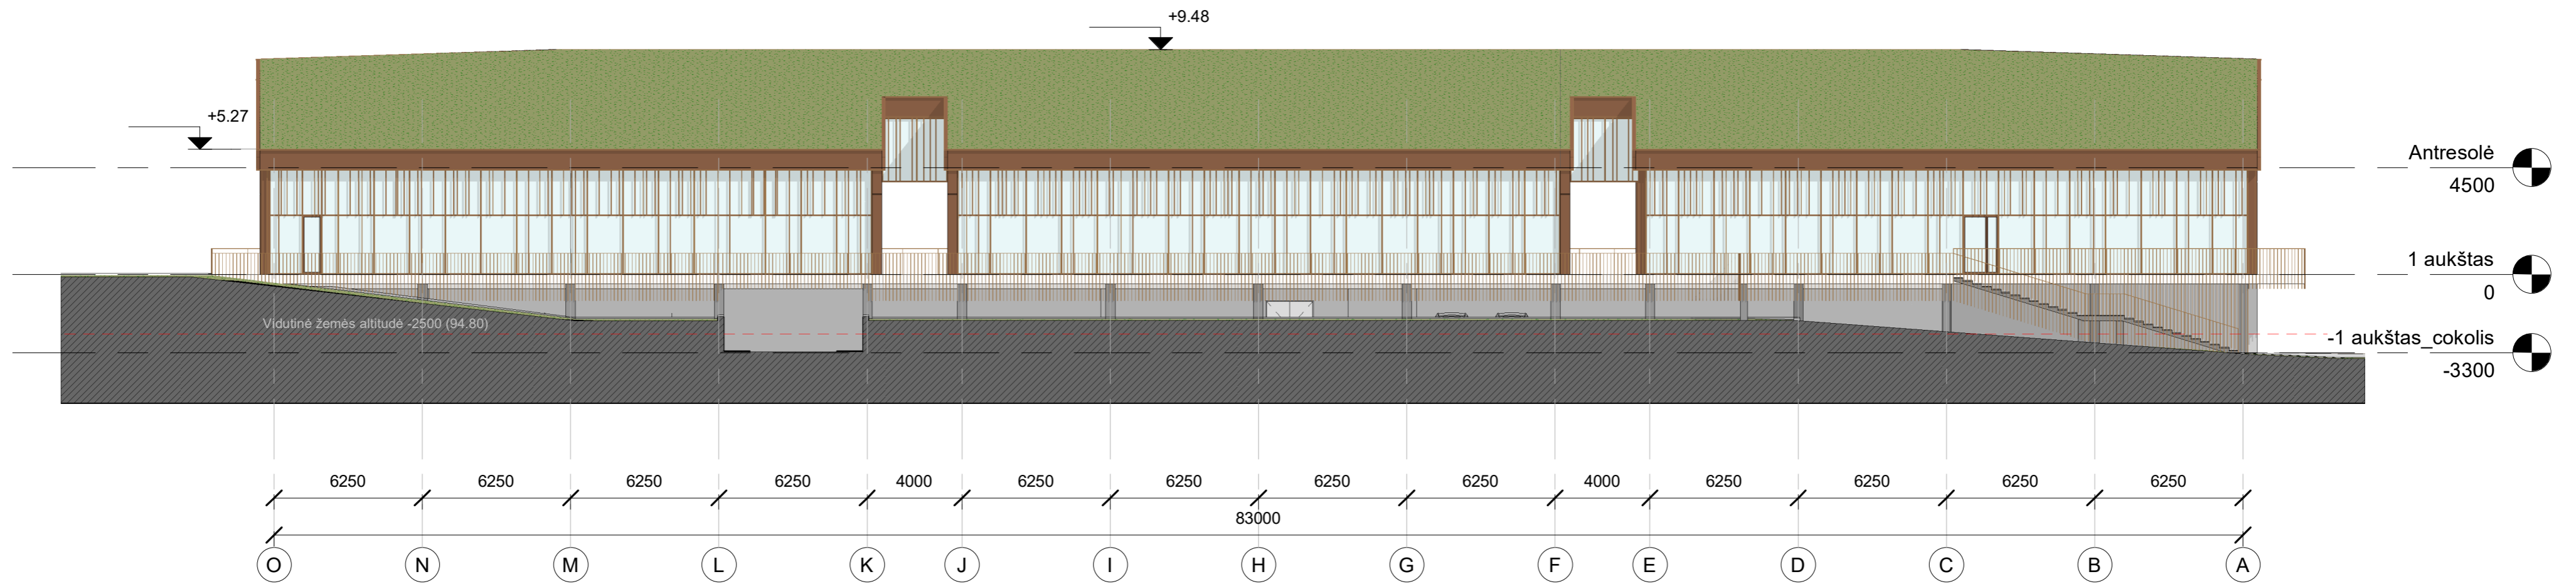 +9.48
+5.27
Antresolė
4500
1 aukštas
0
Vidutinė žemės altitudė -2500 (94.80)
-1 aukštas_cokolis
-3300
6250 6250 6250 6250 4000 6250 6250 6250 6250 4000 6250 6250 6250 6250
83000
O N M L K J I H G F E D C B A